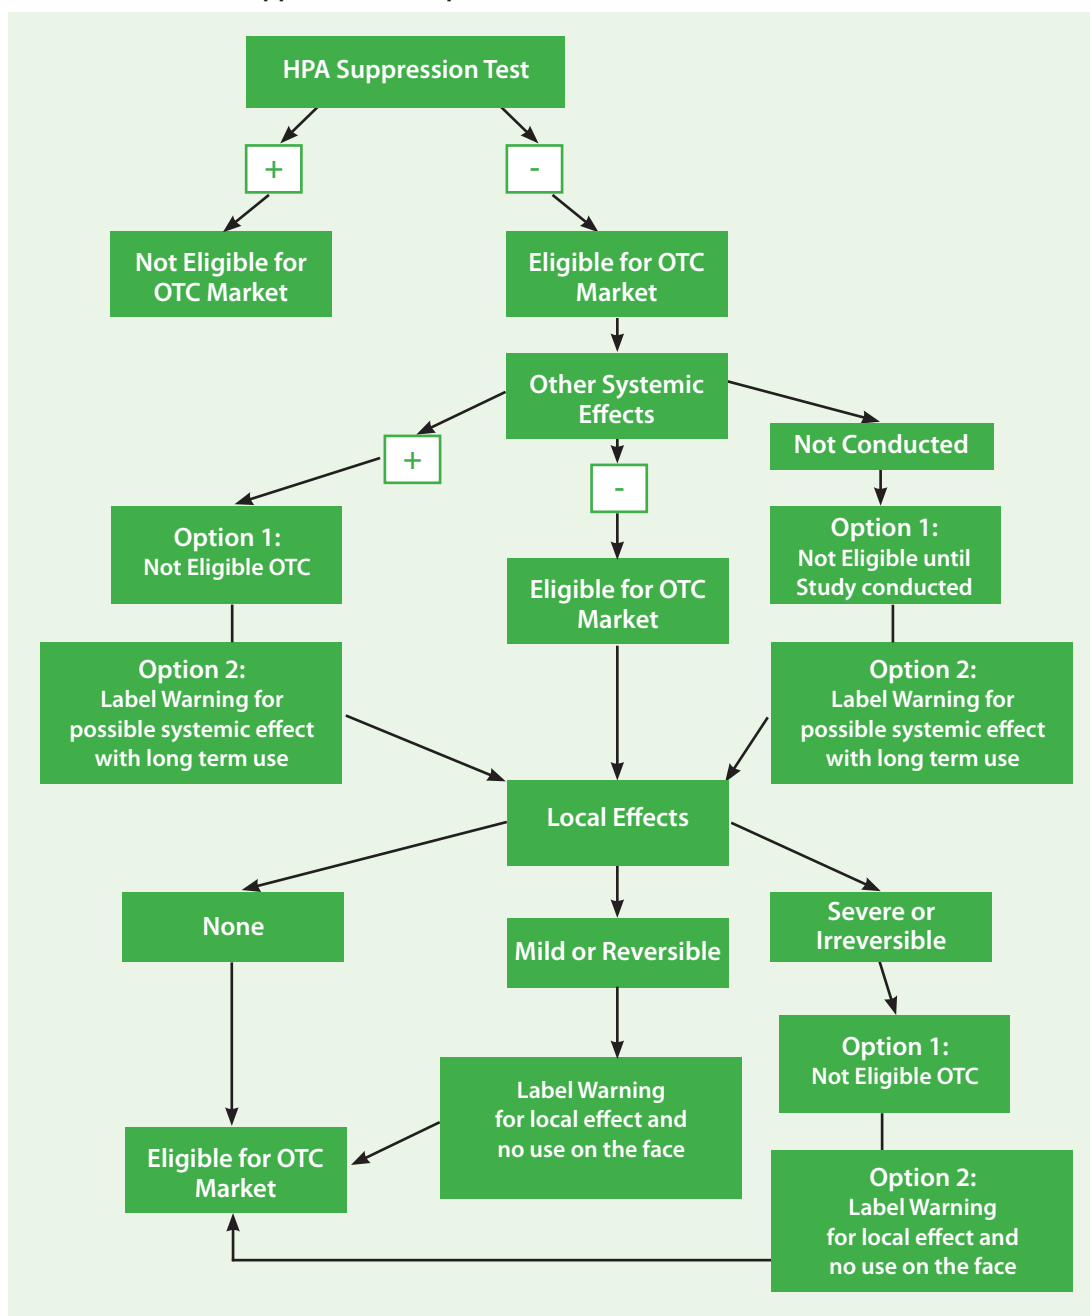 HPA Suppression Test
+
-
Not Eligible for
OTC Market
Eligible for OTC
Market
Other Systemic
Effects
+
-
Not Conducted
Option 1:
Not Eligible OTC
Option 1:
Not Eligible until
Study conducted
Eligible for OTC
Market
Option 2:
Label Warning for
possible systemic effect
with long term use
Option 2:
Label Warning for
possible systemic effect
with long term use
Local Effects
None
Mild or Reversible
Severe or
Irreversible
Option 1:
Not Eligible OTC
Label Warning
for local effect and
no use on the face
Eligible for OTC
Market
Option 2:
Label Warning
for local effect and
no use on the face